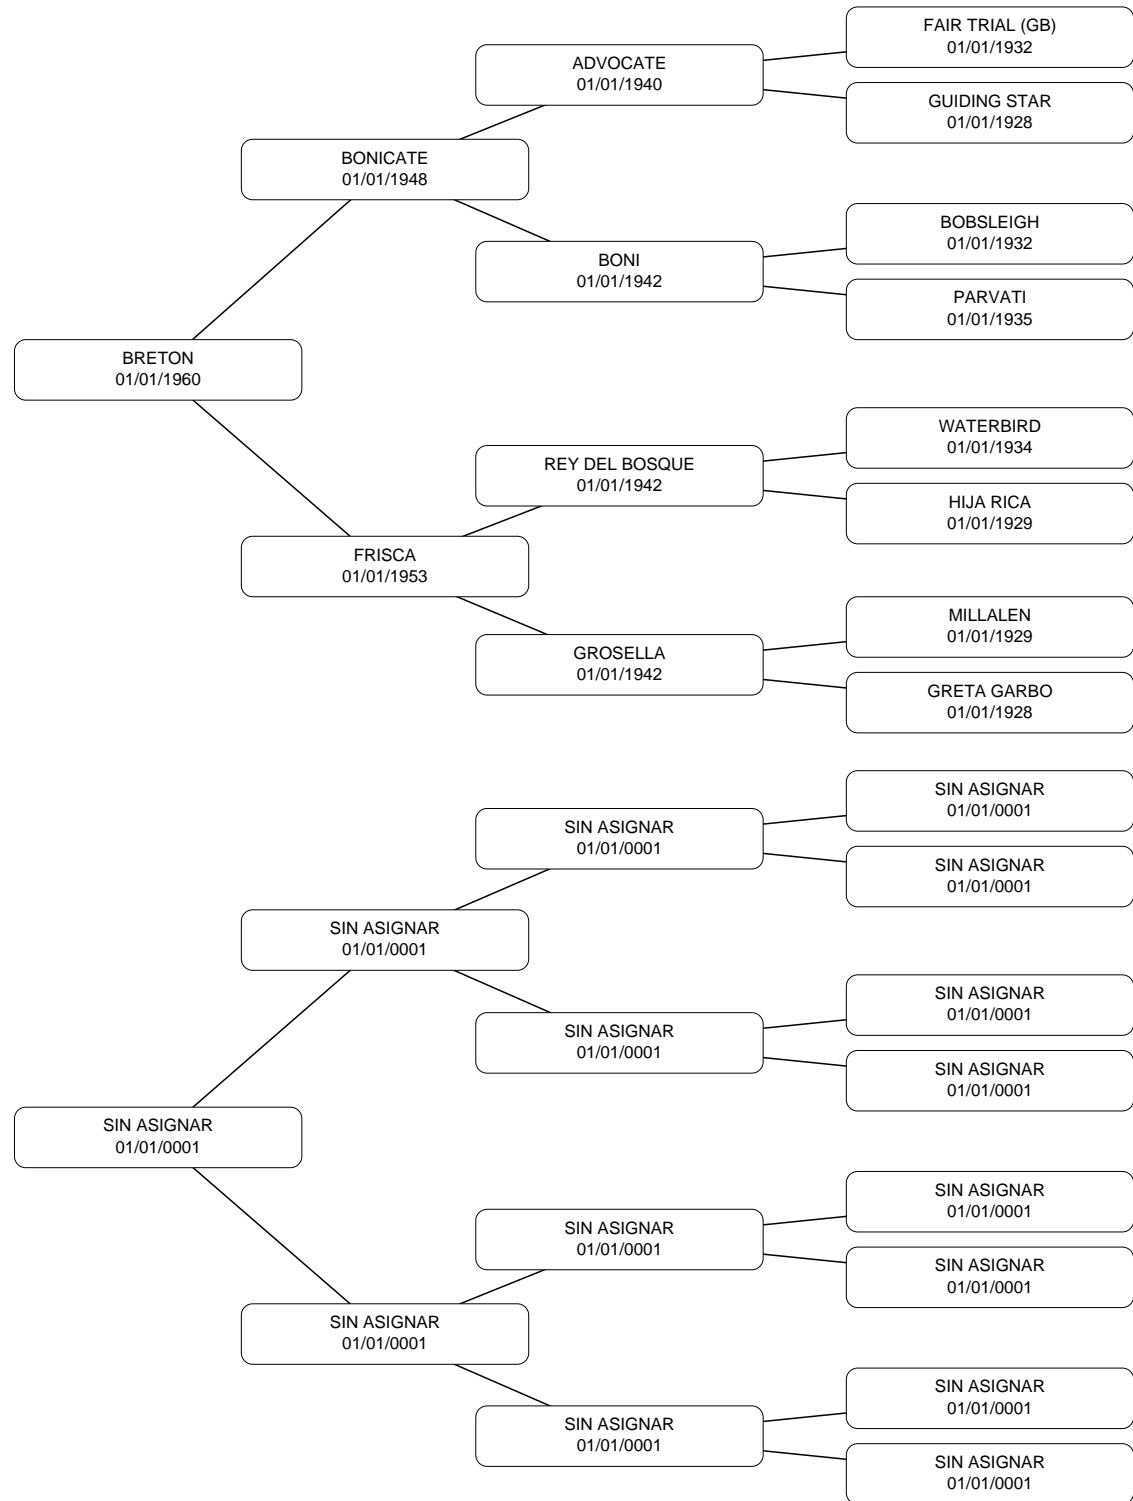 FAIR TRIAL (GB)
01/01/1932
ADVOCATE
01/01/1940
GUIDING STAR
01/01/1928
BONICATE
01/01/1948
BOBSLEIGH
01/01/1932
BONI
01/01/1942
PARVATI
01/01/1935
BRETON
01/01/1960
WATERBIRD
01/01/1934
REY DEL BOSQUE
01/01/1942
HIJA RICA
01/01/1929
FRISCA
01/01/1953
MILLALEN
01/01/1929
GROSELLA
01/01/1942
GRETA GARBO
01/01/1928
SIN ASIGNAR
01/01/0001
SIN ASIGNAR
01/01/0001
SIN ASIGNAR
01/01/0001
SIN ASIGNAR
01/01/0001
SIN ASIGNAR
01/01/0001
SIN ASIGNAR
01/01/0001
SIN ASIGNAR
01/01/0001
SIN ASIGNAR
01/01/0001
SIN ASIGNAR
01/01/0001
SIN ASIGNAR
01/01/0001
SIN ASIGNAR
01/01/0001
SIN ASIGNAR
01/01/0001
SIN ASIGNAR
01/01/0001
SIN ASIGNAR
01/01/0001
SIN ASIGNAR
01/01/0001